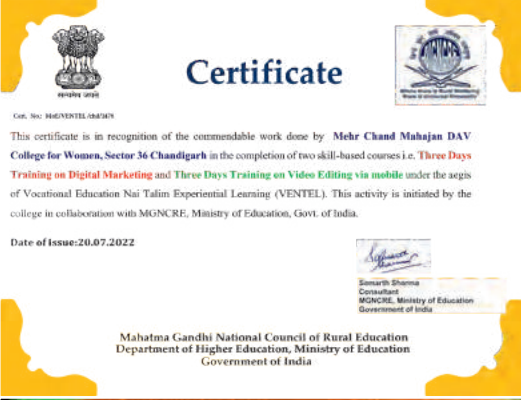 सत्यमेव जयते
Certificate
This certificate is in recognition of the commendable work done by Mehr Chand Mahajan DAV
College for Women, Sector 36 Chandigarh in the completion of two skill-based courses i.e. Three Days
Training on Digital Marketing and Three Days Training on Video Editing via mobile under the aegis
of Vocational Education Nai Talim Experiential Learning (VENTEL). This activity is initiated by the
college in collaboration with MGNCRE, Ministry of Education, Govt. of India.
Date of Issue:20.07.2022
Samarth Sharma
Consultant
MGNCRE, Ministry of Education
Government of India
Mahatma Gandhi National Council of Rural Education
Department of Higher Education, Ministry of Education
Government of India